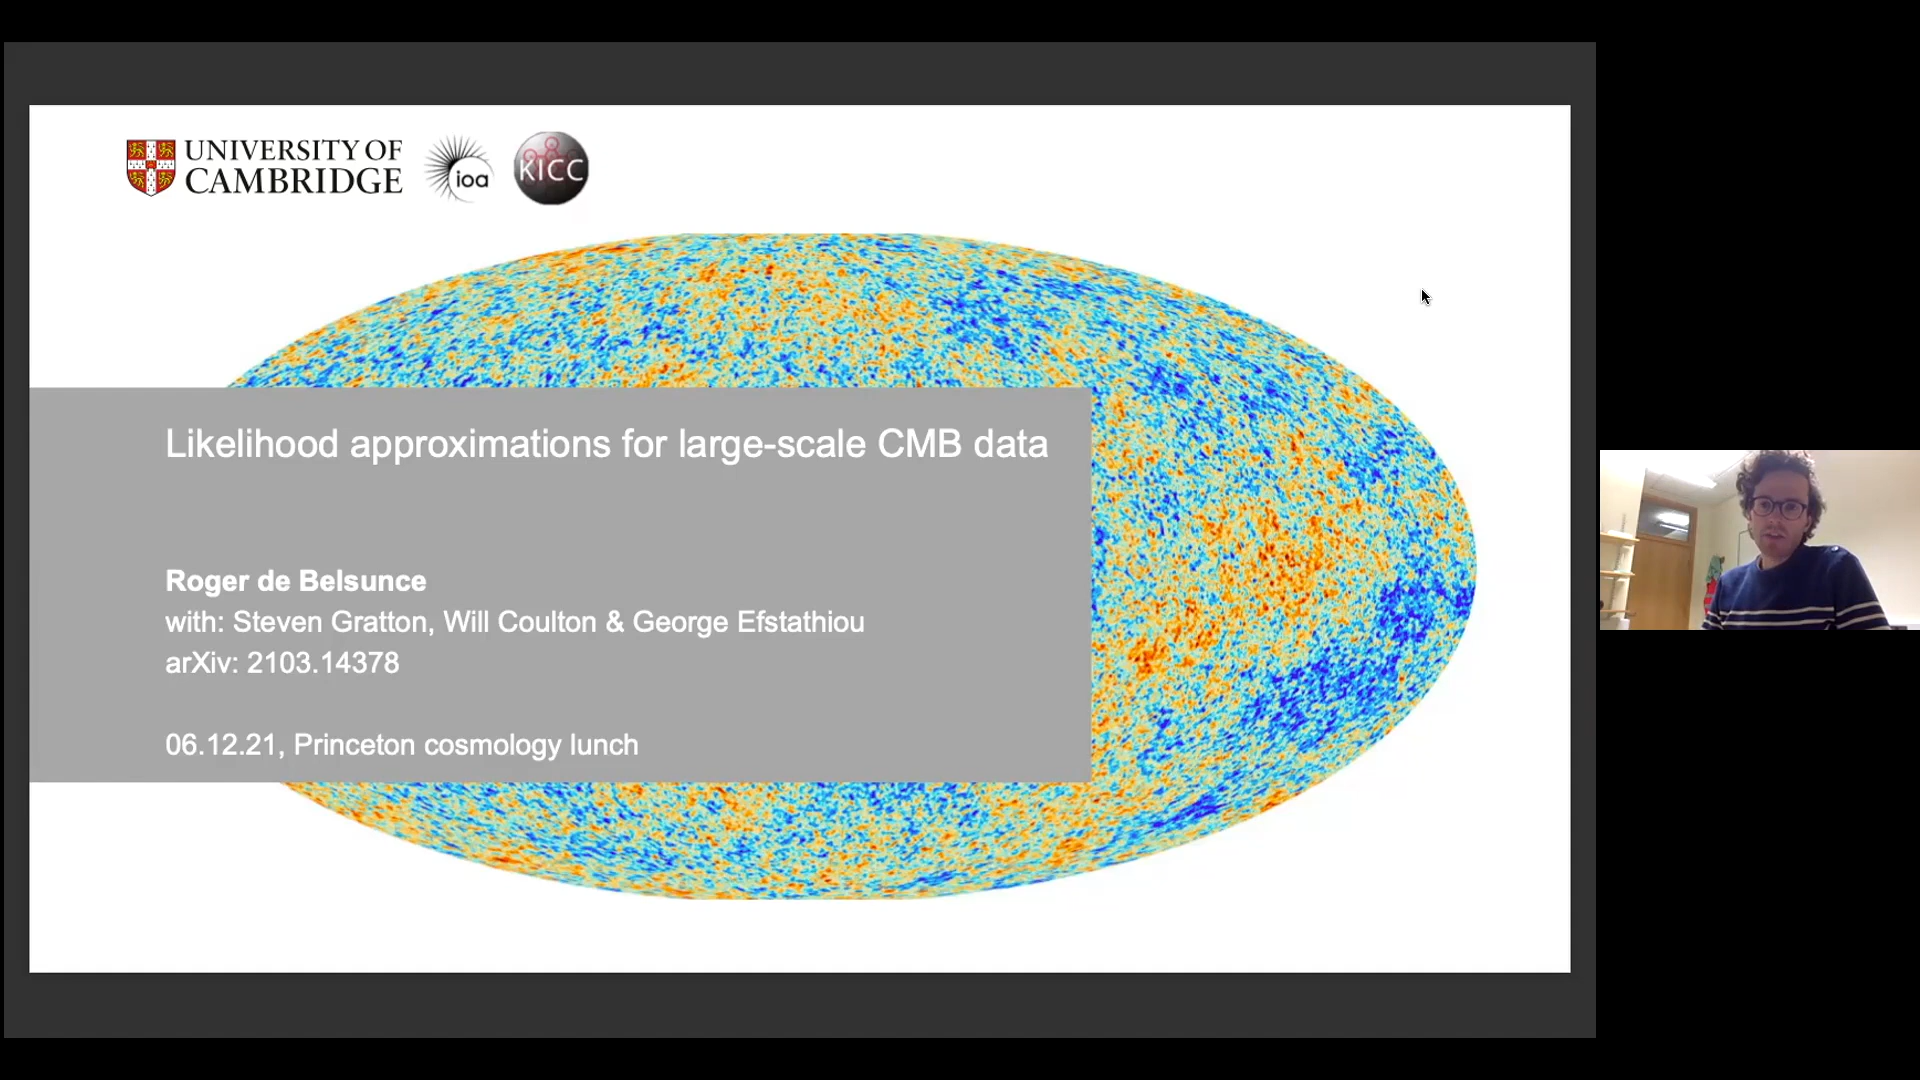 UNIVERSITY OF
CAMBRIDGE
ioa
KICC
Likelihood approximations for large-scale CMB data
Roger de Belsunce
with: Steven Gratton, Will Coulton & George Efstathiou
arXiv: 2103.14378
06.12.21, Princeton cosmology lunch